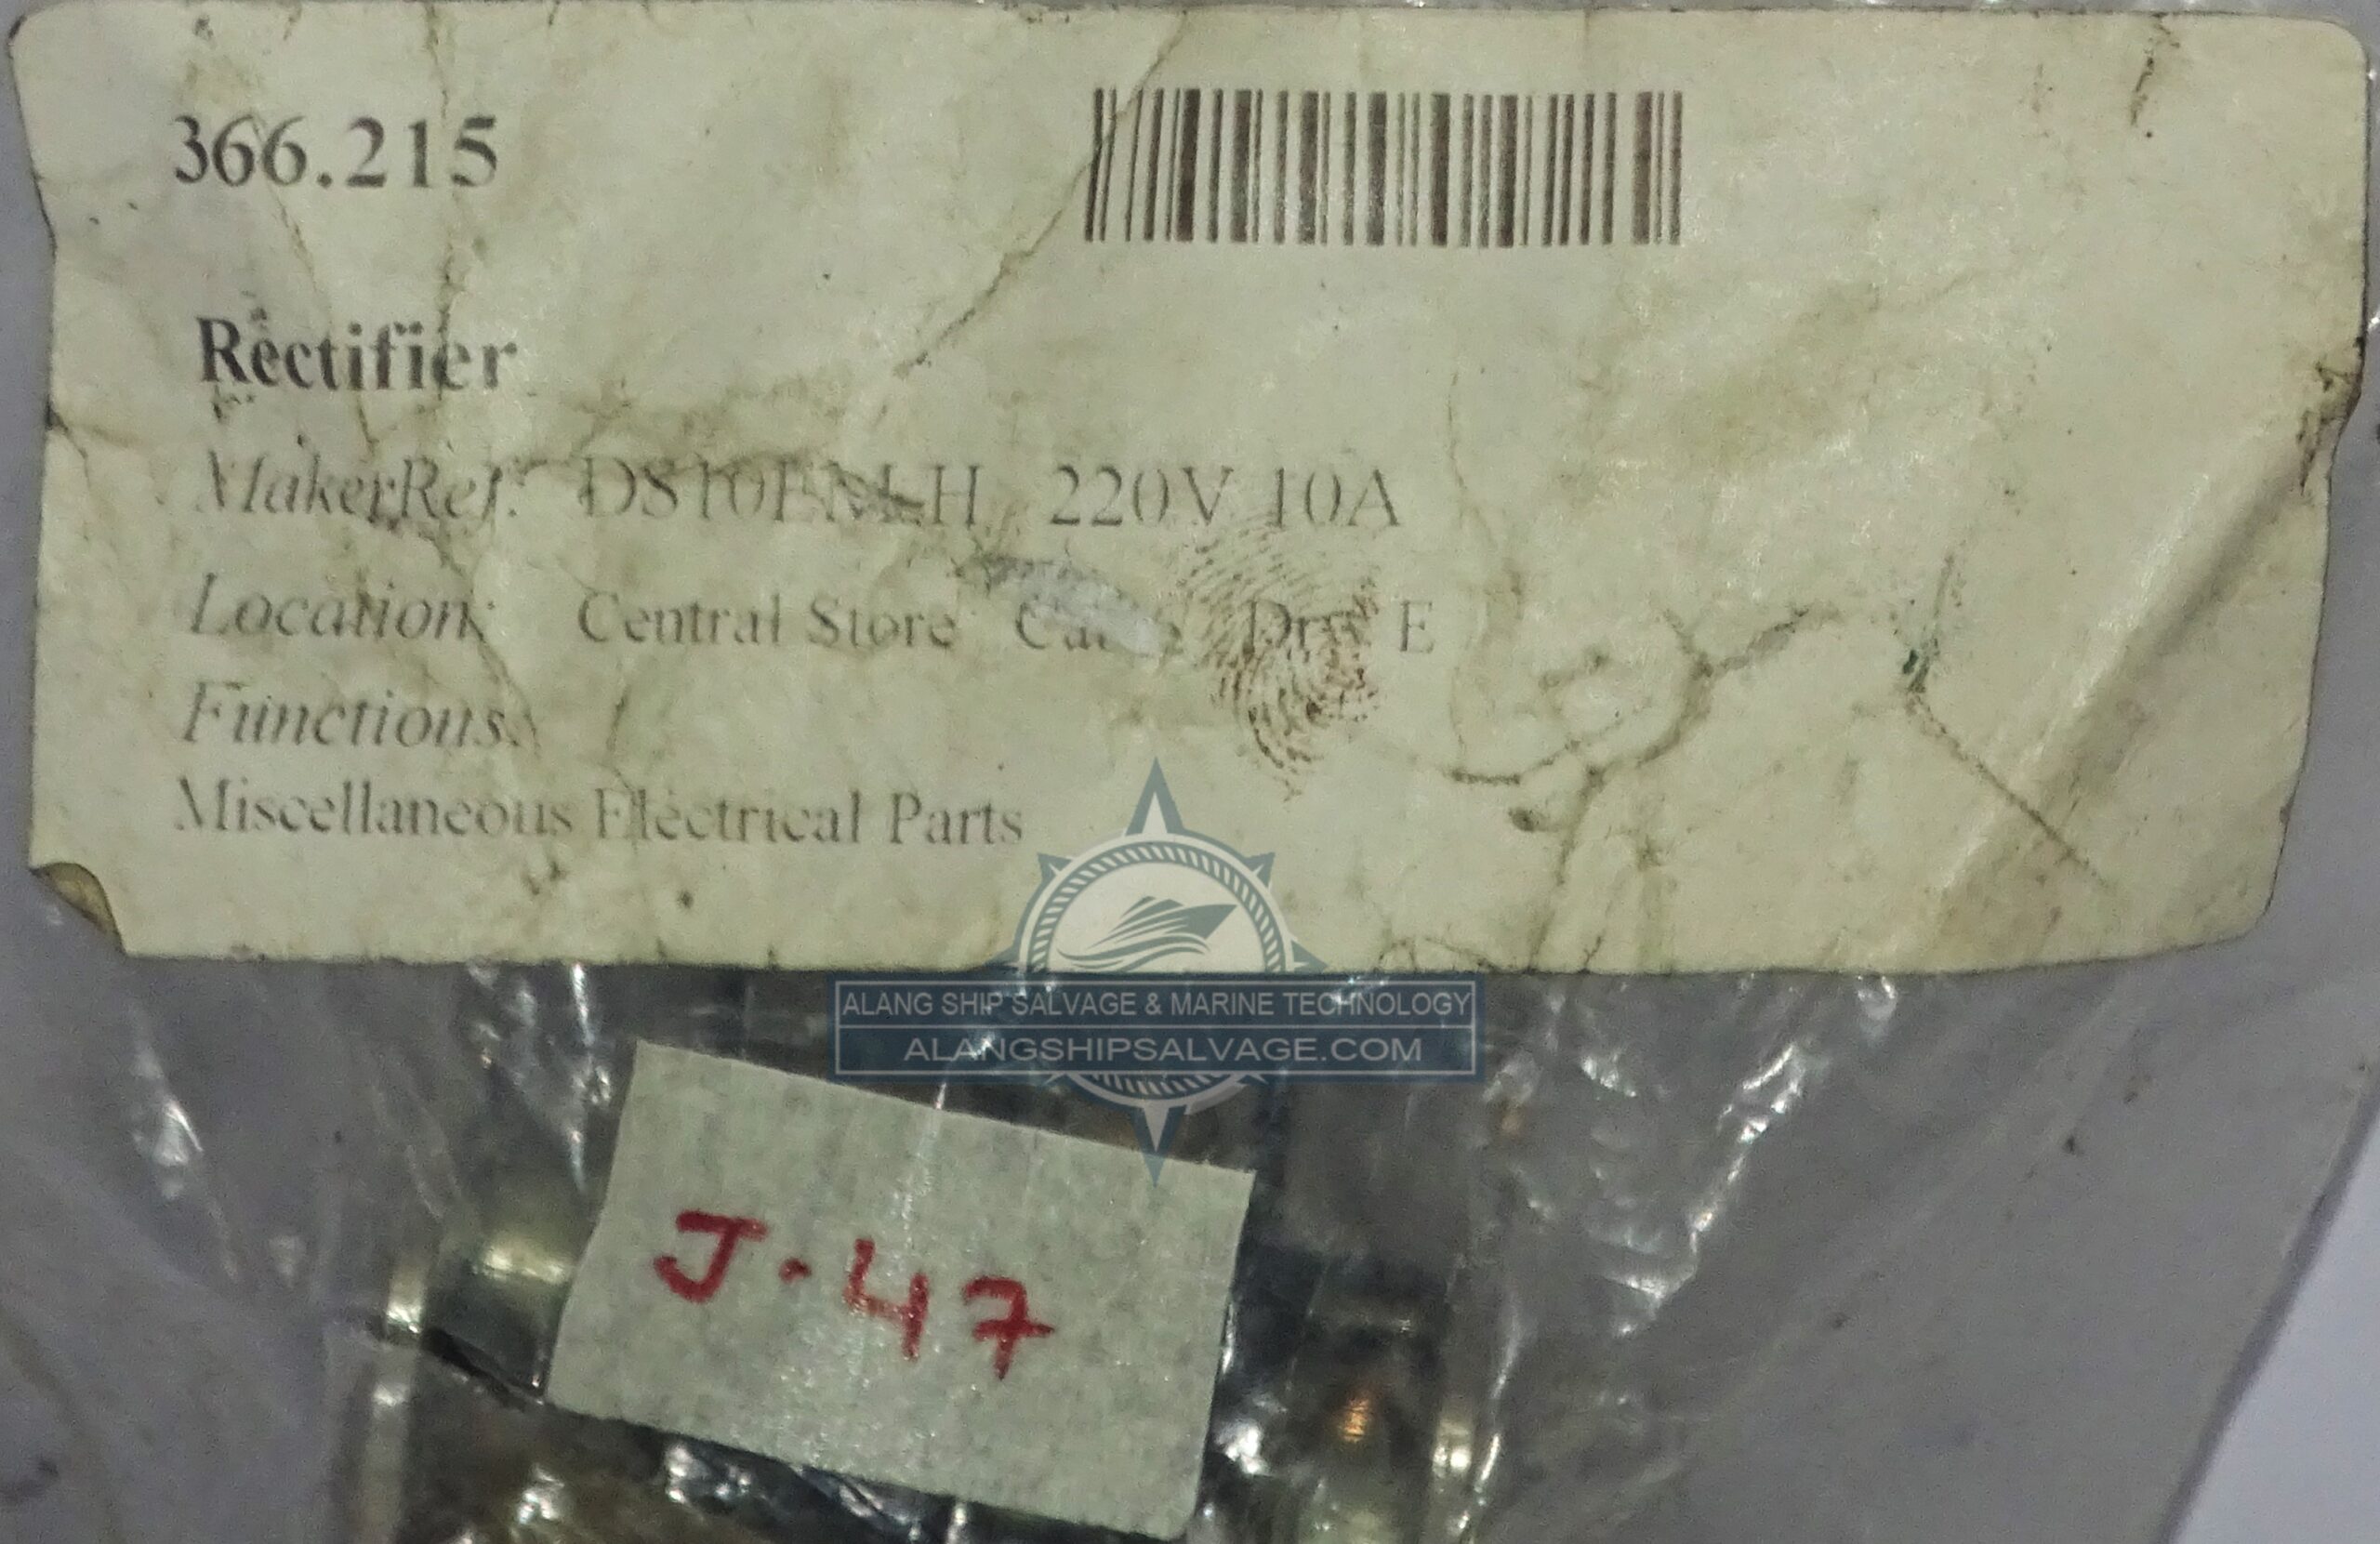 366.215
Rectifier
MakerRef: 220V 10A
Location: Central Store E
Functions:
Miscellaneous Electrical Parts
ALANG SHIP SALVAGE & MARINE TECHNOLOGY
ALANGSHIPSALVAGE.COM
J-47